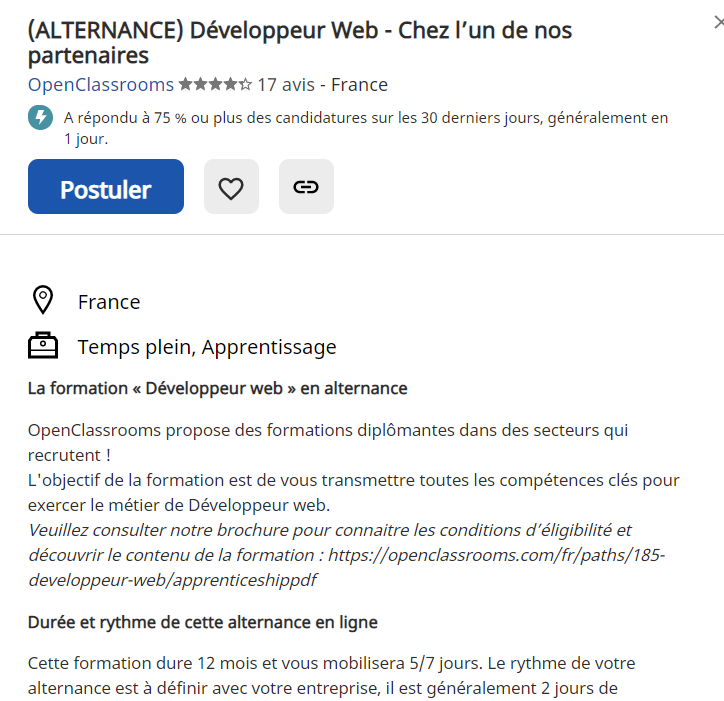 (ALTERNANCE) Développeur Web - Chez l’un de nos
partenaires
OpenClassrooms 17 avis - France
A répondu à 75 % ou plus des candidatures sur les 30 derniers jours, généralement en
1 jour.
Postuler
France
Temps plein, Apprentissage
La formation « Développeur web » en alternance
OpenClassrooms propose des formations diplômantes dans des secteurs qui
recrutent !
L'objectif de la formation est de vous transmettre toutes les compétences clés pour
exercer le métier de Développeur web.
Veuillez consulter notre brochure pour connaitre les conditions d’éligibilité et
découvrir le contenu de la formation : https://openclassrooms.com/fr/paths/185-
developpeur-web/apprenticeshippdf
Durée et rythme de cette alternance en ligne
Cette formation dure 12 mois et vous mobilisera 5/7 jours. Le rythme de votre
alternance est à définir avec votre entreprise, il est généralement 2 jours de